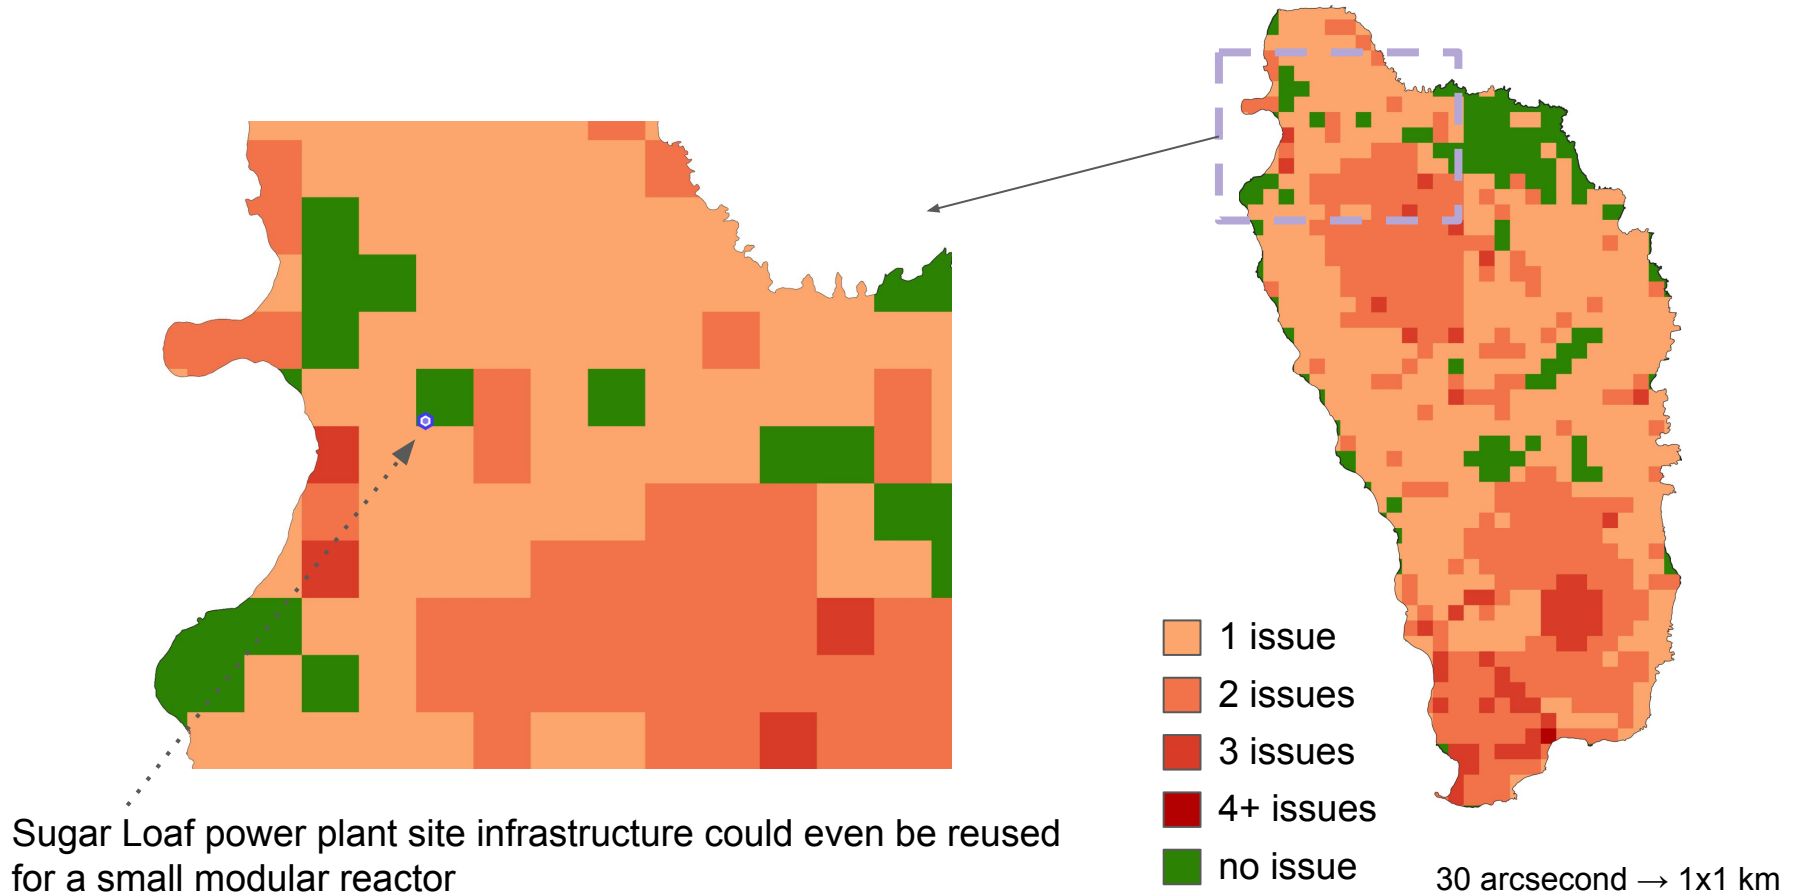 1 issue
2 issues
3 issues
4+ issues
no issue
Sugar Loaf power plant site infrastructure could even be reused
for a small modular reactor
30 arcsecond → 1x1 km